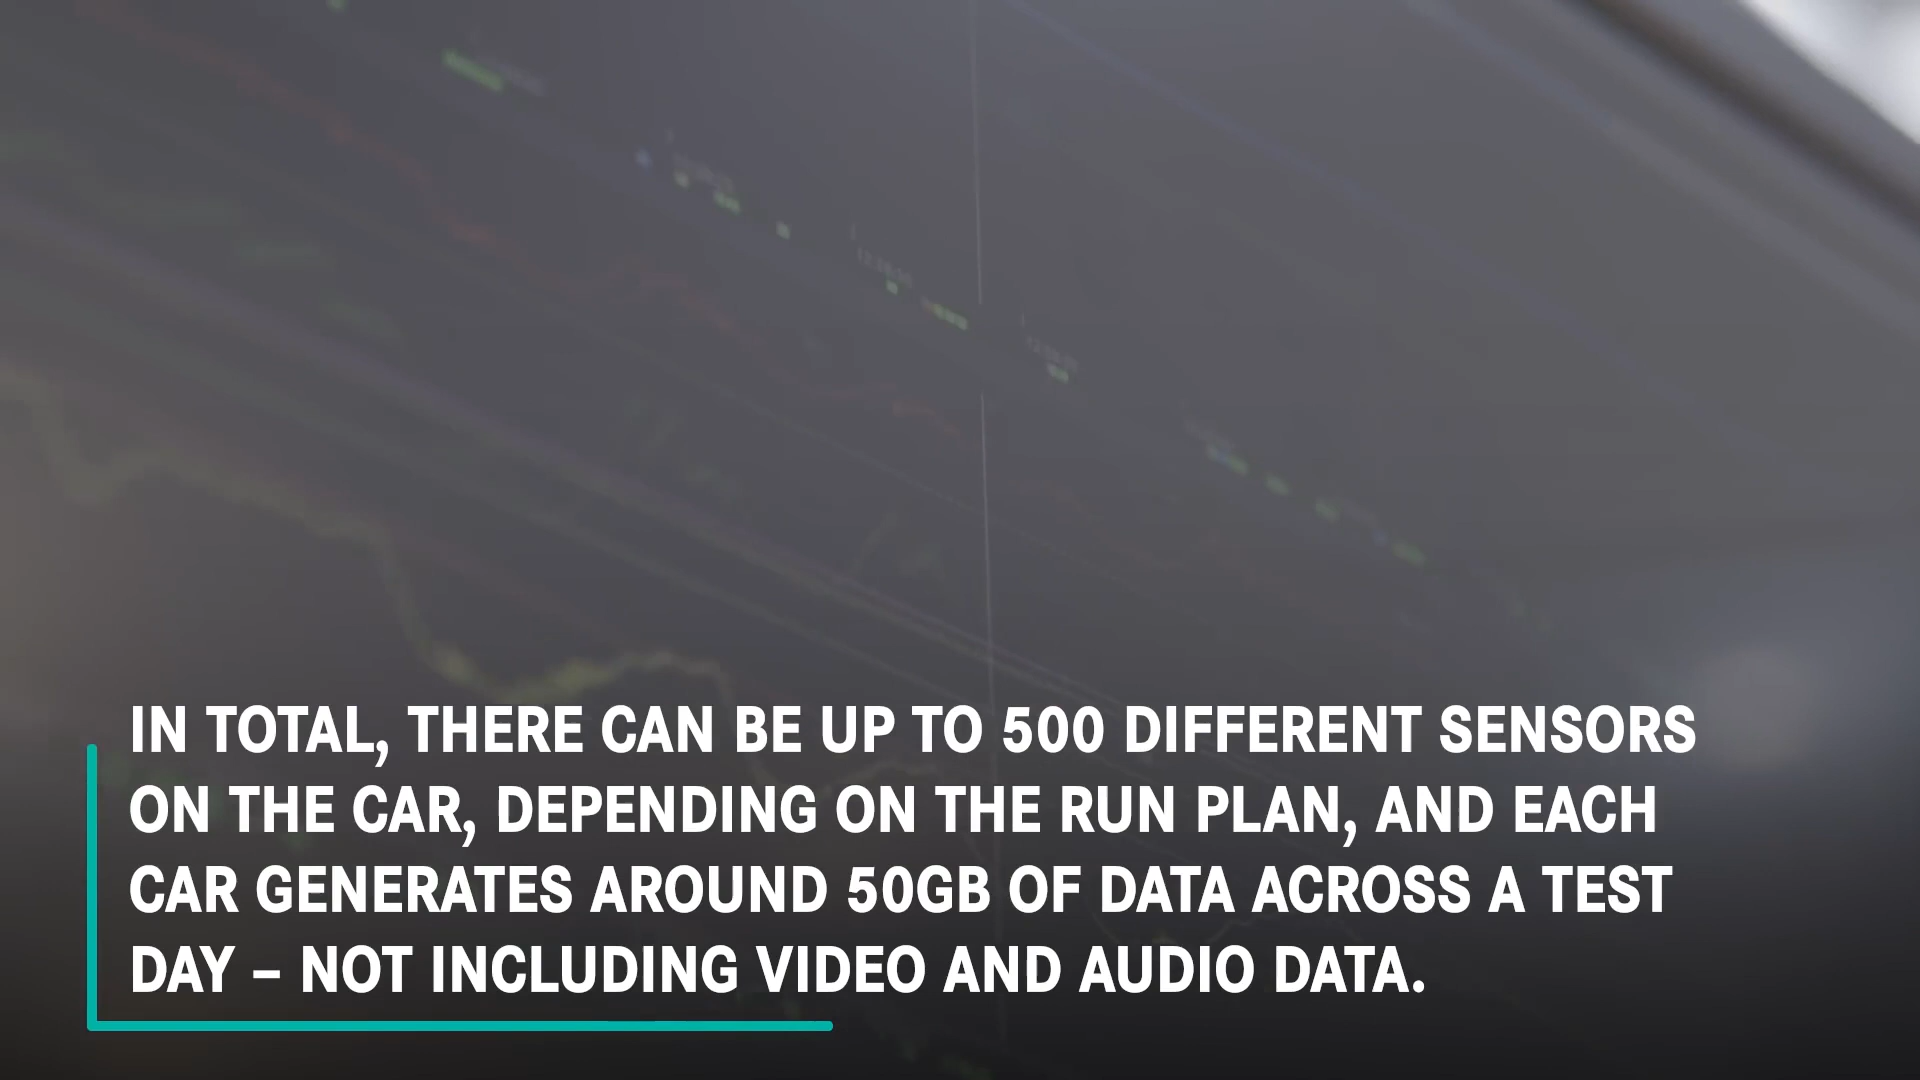 IN TOTAL, THERE CAN BE UP TO 500 DIFFERENT SENSORS
ON THE CAR, DEPENDING ON THE RUN PLAN, AND EACH
CAR GENERATES AROUND 50GB OF DATA ACROSS A TEST
DAY – NOT INCLUDING VIDEO AND AUDIO DATA.